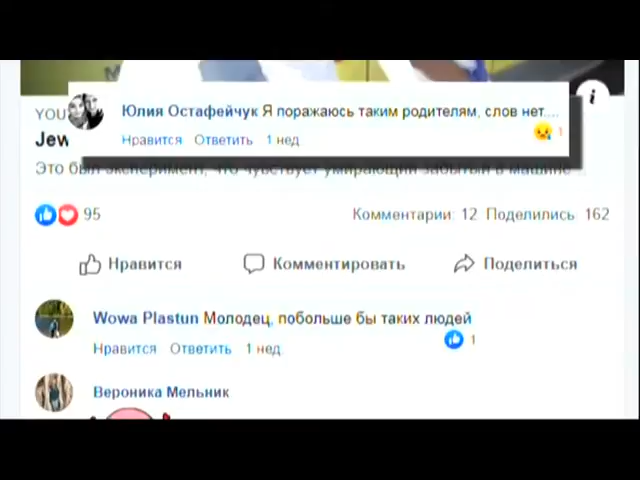 YOU
Юлия Остафейчук Я поражаюсь таким родителям, слов нет....
Jew
Нравится Ответить 1 нед
1
Это был эксперимент, что чувствует умирающий забытый в машине
95
Комментарии: 12 Поделились 162
Нравится Комментировать Поделиться
Wowa Plastun Молодец, побольше бы таких людей
1
Нравится Ответить 1 нед
Вероника Мельник